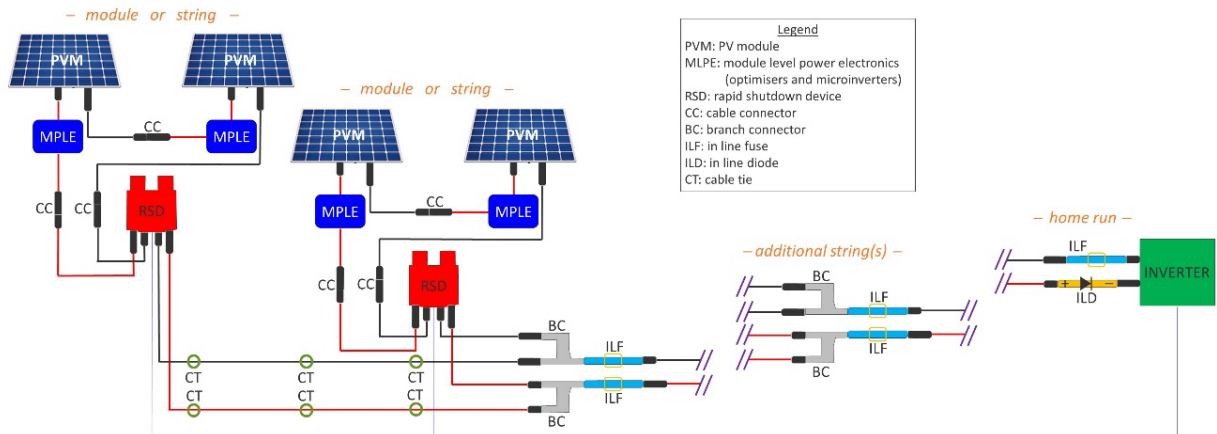 — module or string —
PVM
PVM
MPLE
CC
MPLE
CC
CC
RSD
— module or string —
PVM
PVM
MPLE
CC
MPLE
CC
CC
RSD
Legend
PVM: PV module
MLPE: module level power electronics
(optimisers and microinverters)
RSD: rapid shutdown device
CC: cable connector
BC: branch connector
ILF: in line fuse
ILD: in line diode
CT: cable tie
CT
CT
CT
CT
CT
CT
BC
ILF
ILF
BC
— additional string(s) —
BC
ILF
ILF
BC
— home run —
ILF
+
−
ILD
INVERTER